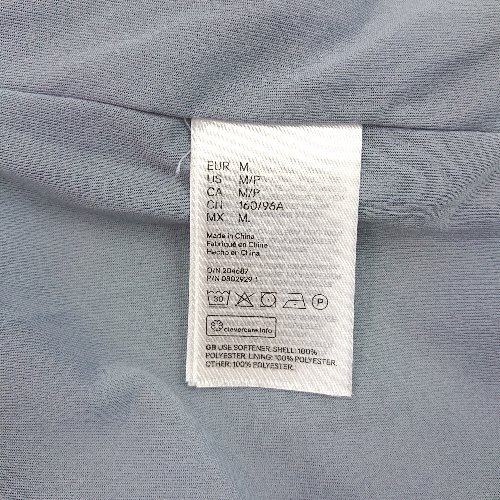 EUR M
US M/P
CA M/P
CN 160/96A
MX M.
Made in China
Fabriqué en Chine
Hecho en China
O/N 204687
P/N 0802929-1
30 P
clevercare.info
GB USE SOFTENER. SHELL: 100%
POLYESTER. LINING: 100% POLYESTER.
OTHER: 100% POLYESTER.